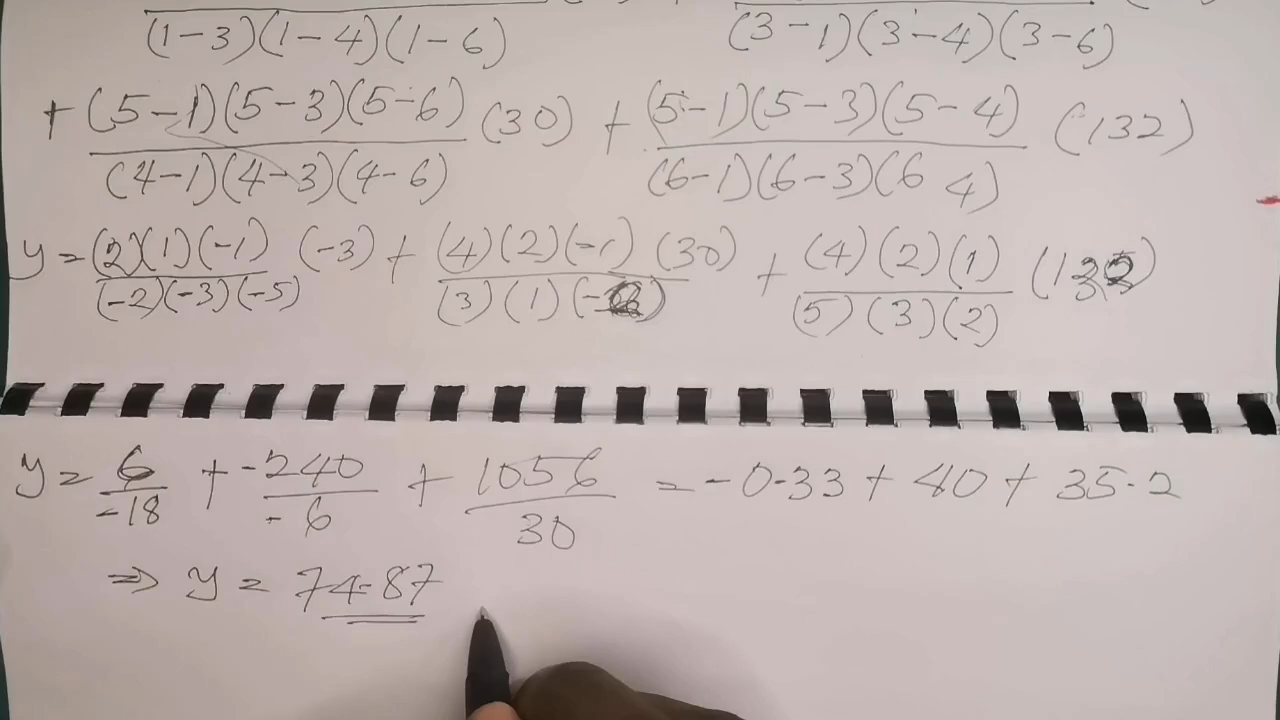 (1-3)(1-4)(1-6) (3-1)(3-4)(3-6)
+ (5-1)(5-3)(5-6) (30) + (5-1)(5-3)(5-4) (132)
(4-1)(4-3)(4-6) (6-1)(6-3)(6 4)
y = (2)(1)(-1) (-3) + (4)(2)(-1) (30) + (4)(2)(1) (132)
(-2)(-3)(-5) (3)(1)(-2) (5)(3)(2)
y = 6 + -240 + 1056 = -0.33 + 40 + 35.2
-18 -6 30
⇒ y = 74.87